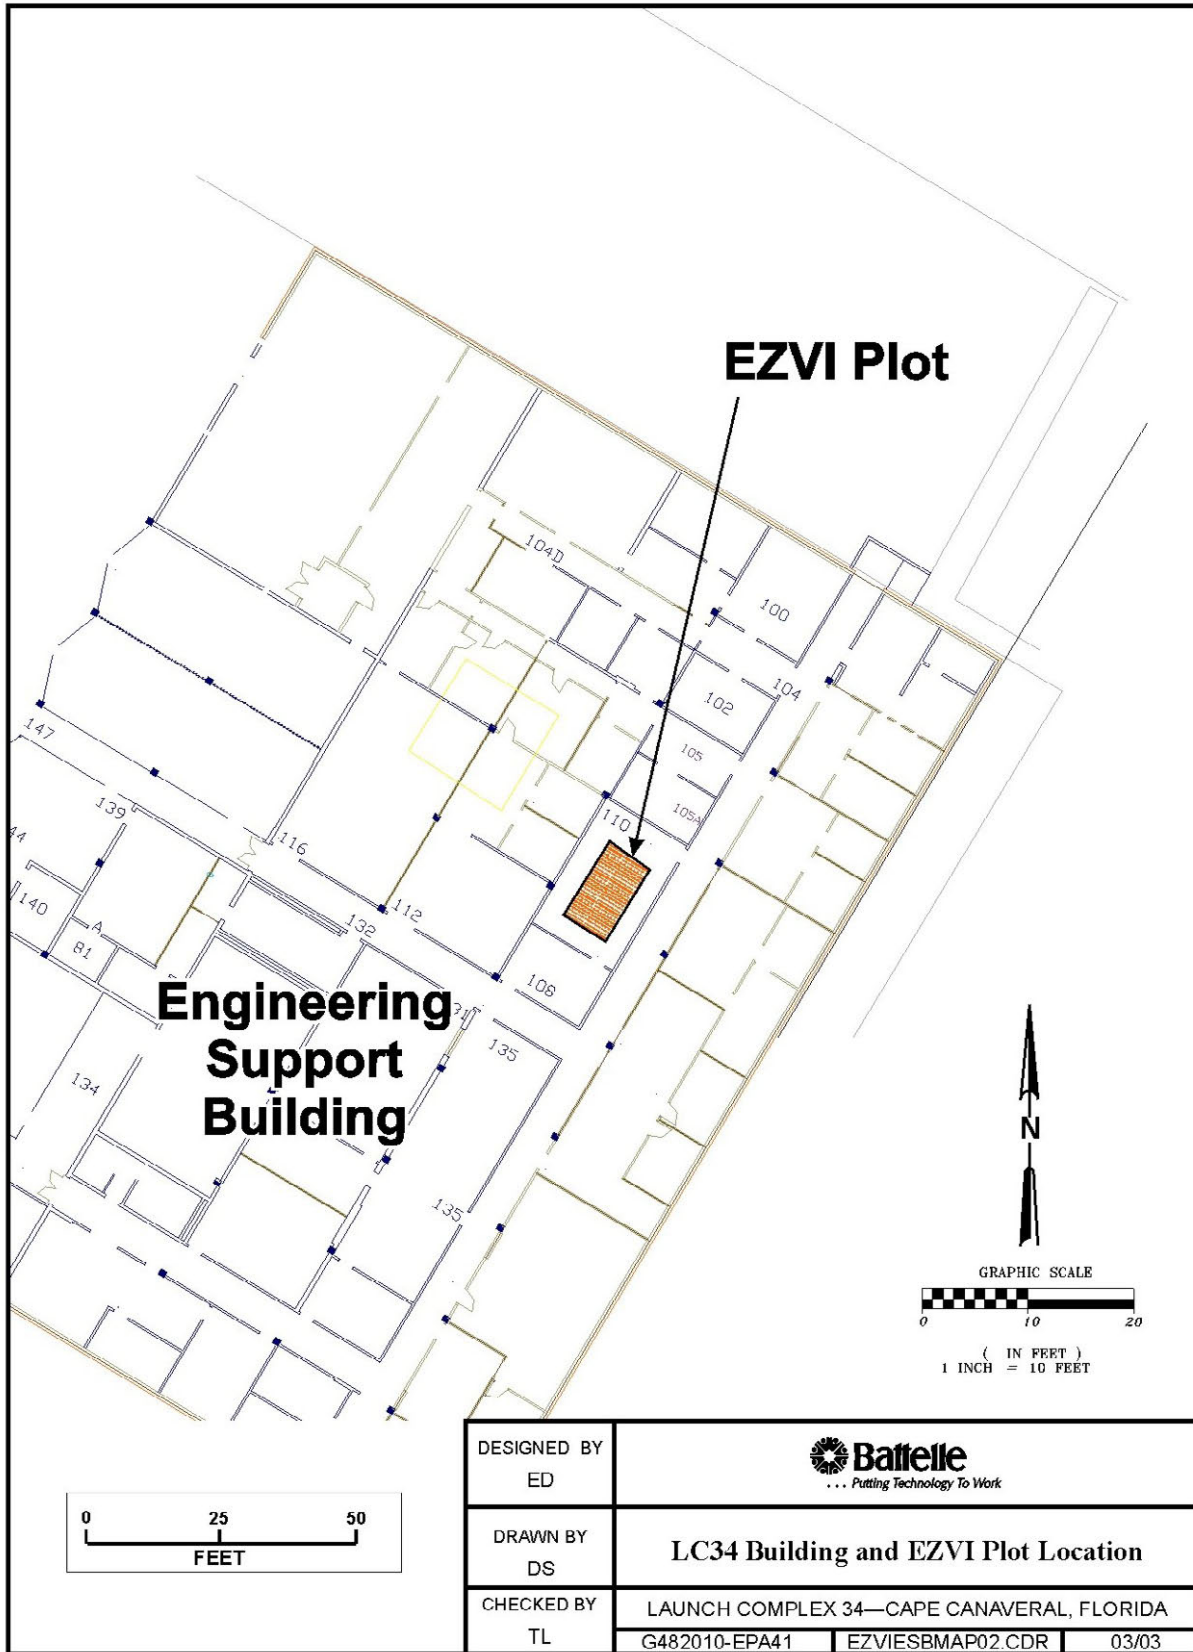 EZVI Plot
104D
100
104
102
105
105A
110
147
139
116
44
140
A
81
132
112
108
Engineering
Support
Building
31
135
134
135
N
GRAPHIC SCALE
0 10 20
( IN FEET )
1 INCH = 10 FEET
0 25 50
FEET
DESIGNED BY
ED
Battelle
... Putting Technology To Work
DRAWN BY
DS
LC34 Building and EZVI Plot Location
CHECKED BY
TL
LAUNCH COMPLEX 34—CAPE CANAVERAL, FLORIDA
G482010-EPA41 EZVIESBMAP02.CDR 03/03